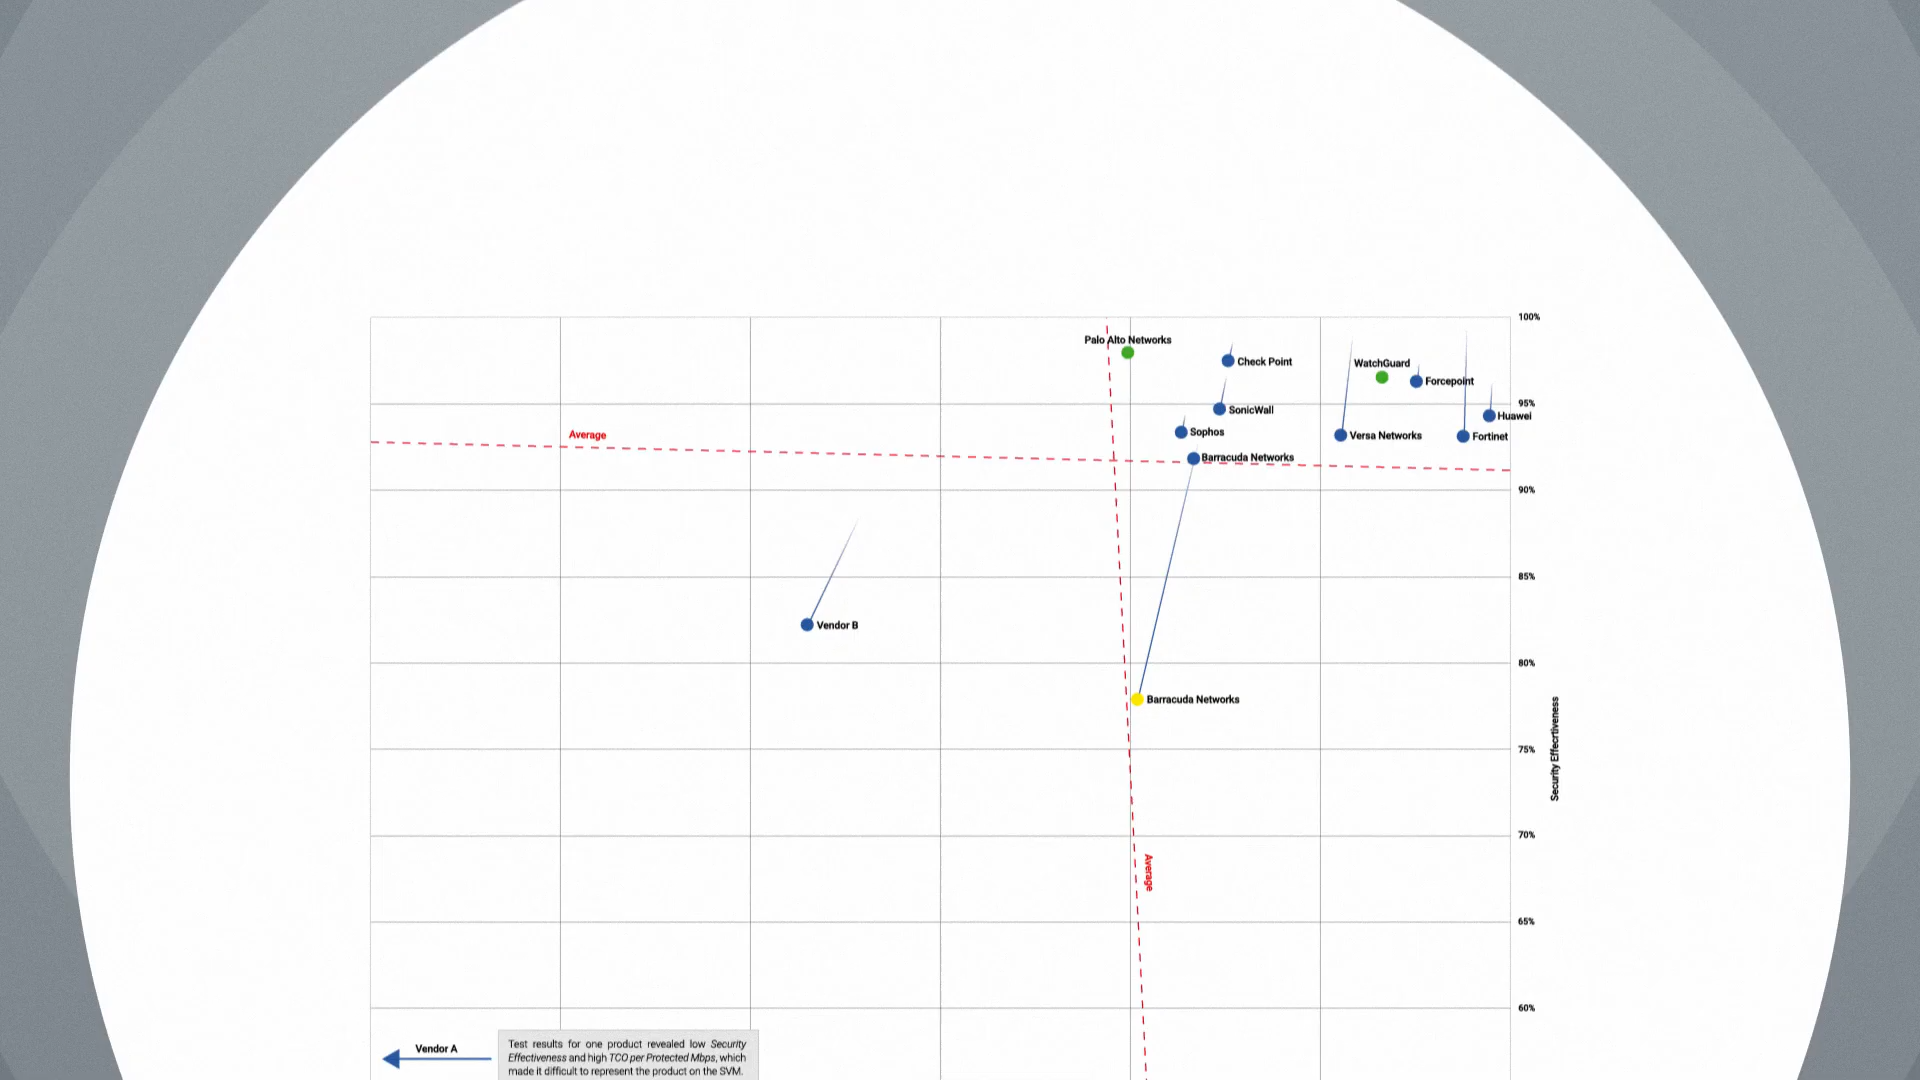 100%
Palo Alto Networks
Check Point
WatchGuard
Forcepoint
95%
SonicWall
Huawei
Average
Sophos
Versa Networks
Fortinet
Barracuda Networks
90%
85%
Vendor B
80%
Barracuda Networks
75%
Security Effecrtiveness
70%
Average
65%
60%
Vendor A
Test results for one product revealed low Security
Effectiveness and high TCO per Protected Mbps, which
made it difficult to represent the product on the SVM.